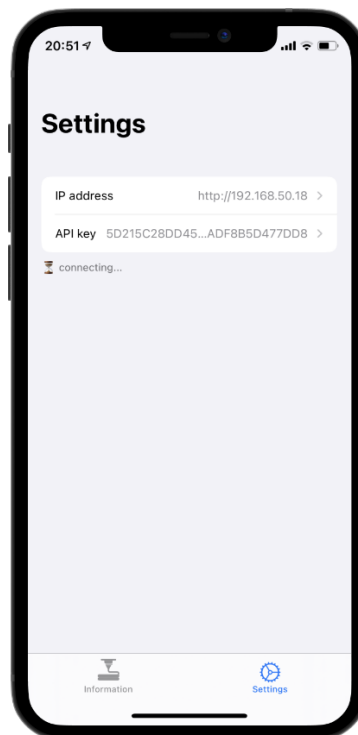 20:51
Settings
IP address http://192.168.50.18
API key 5D215C28DD45...ADF8B5D477DD8
connecting...
Information Settings